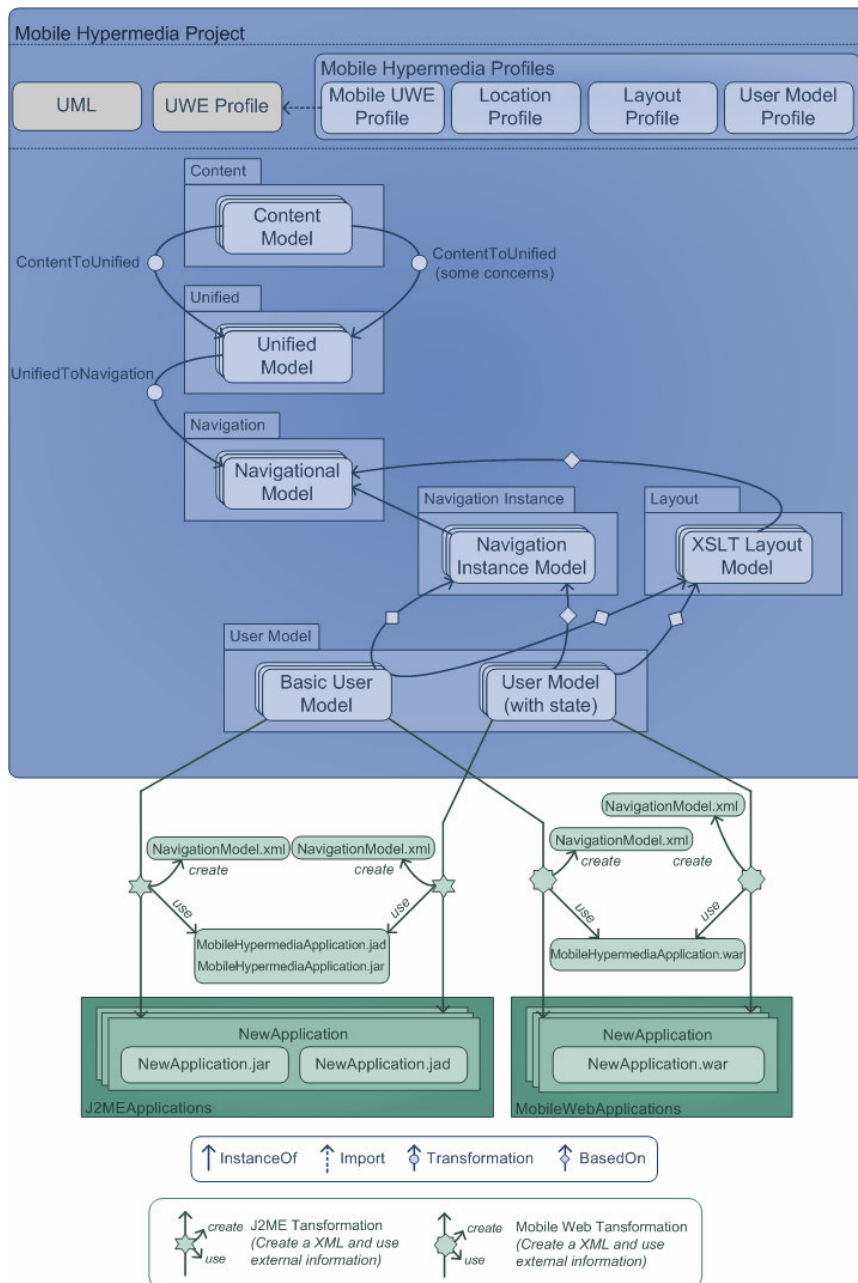 Mobile Hypermedia Project
Mobile Hypermedia Profiles
UML
UWE Profile
Mobile UWE
Profile
Location
Profile
Layout
Profile
User Model
Profile
Content
Content
Model
ContentToUnified
ContentToUnified
(some concerns)
Unified
Unified
Model
UnifiedToNavigation
Navigation
Navigational
Model
Navigation Instance
Navigation
Instance Model
Layout
XSLT Layout
Model
User Model
Basic User
Model
User Model
(with state)
NavigationModel.xml
NavigationModel.xml
NavigationModel.xml
NavigationModel.xml
create
create
create
create
use
use
use
use
MobileHypermediaApplication.jad
MobileHypermediaApplication.jar
MobileHypermediaApplication.war
NewApplication
NewApplication.jar
NewApplication.jad
J2MEApplications
NewApplication
NewApplication.war
MobileWebApplications
InstanceOf
Import
Transformation
BasedOn
create
use
J2ME Tansformation
(Create a XML and use
external information)
create
use
Mobile Web Tansformation
(Create a XML and use
external information)